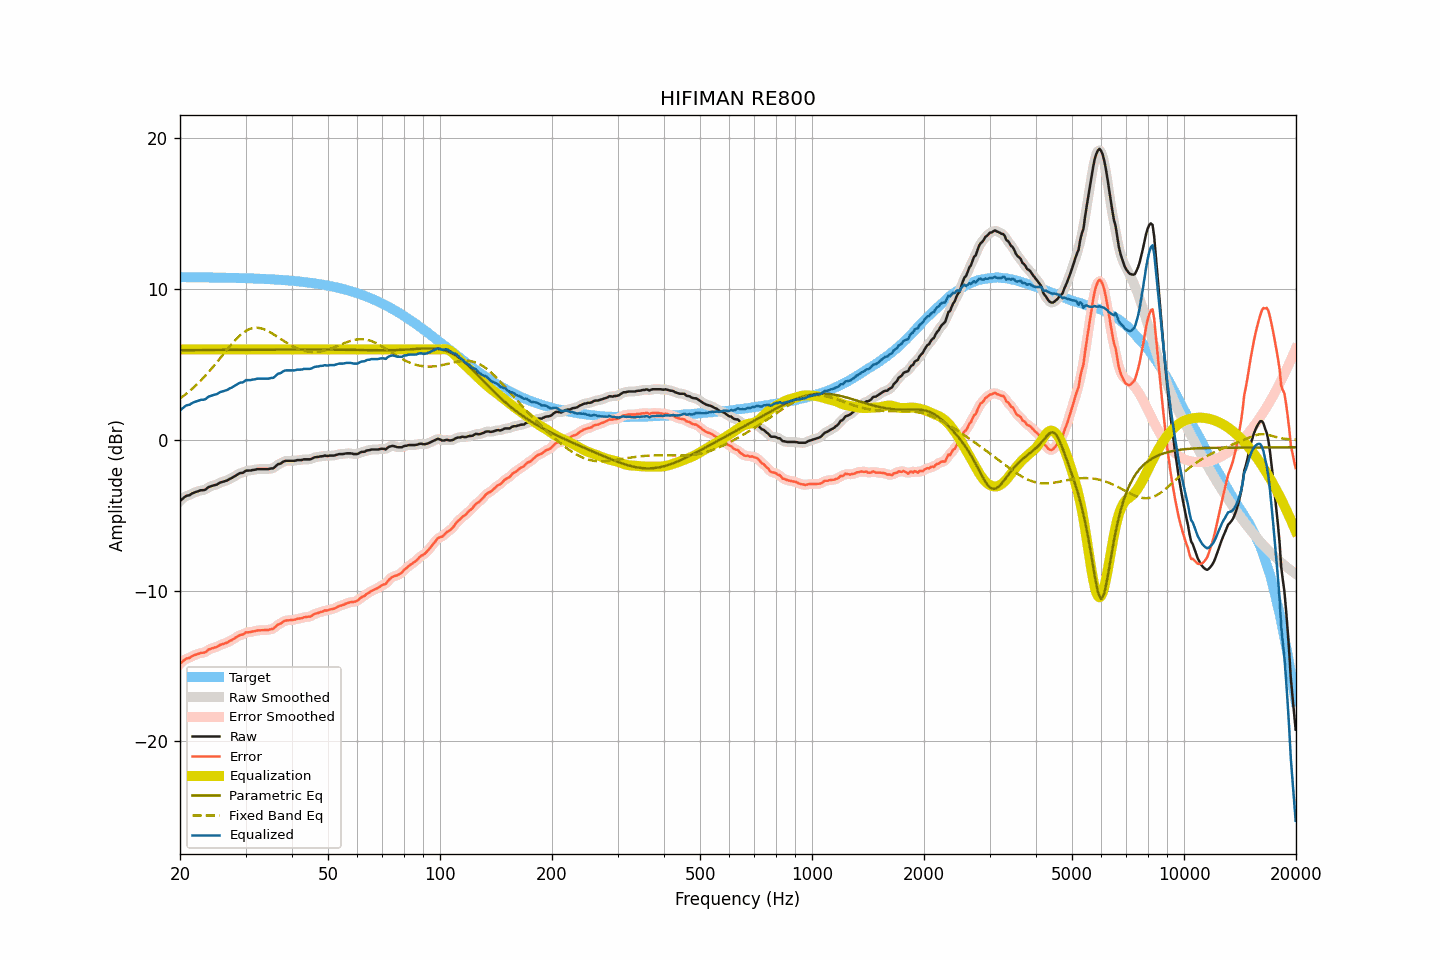 HIFIMAN RE800
20
10
0
−10
−20
Amplitude (dBr)
Target
Raw Smoothed
Error Smoothed
Raw
Error
Equalization
Parametric Eq
Fixed Band Eq
Equalized
20 50 100 200 500 1000 2000 5000 10000 20000
Frequency (Hz)